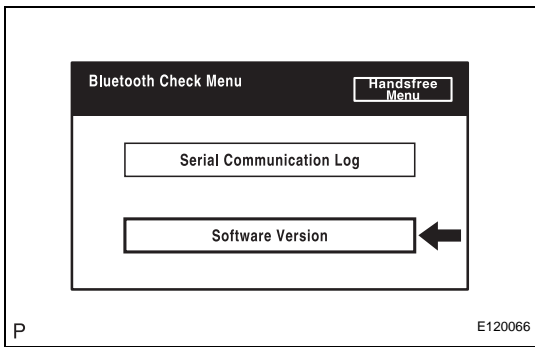 Bluetooth Check Menu
Handsfree
Menu
Serial Communication Log
Software Version
P
E120066